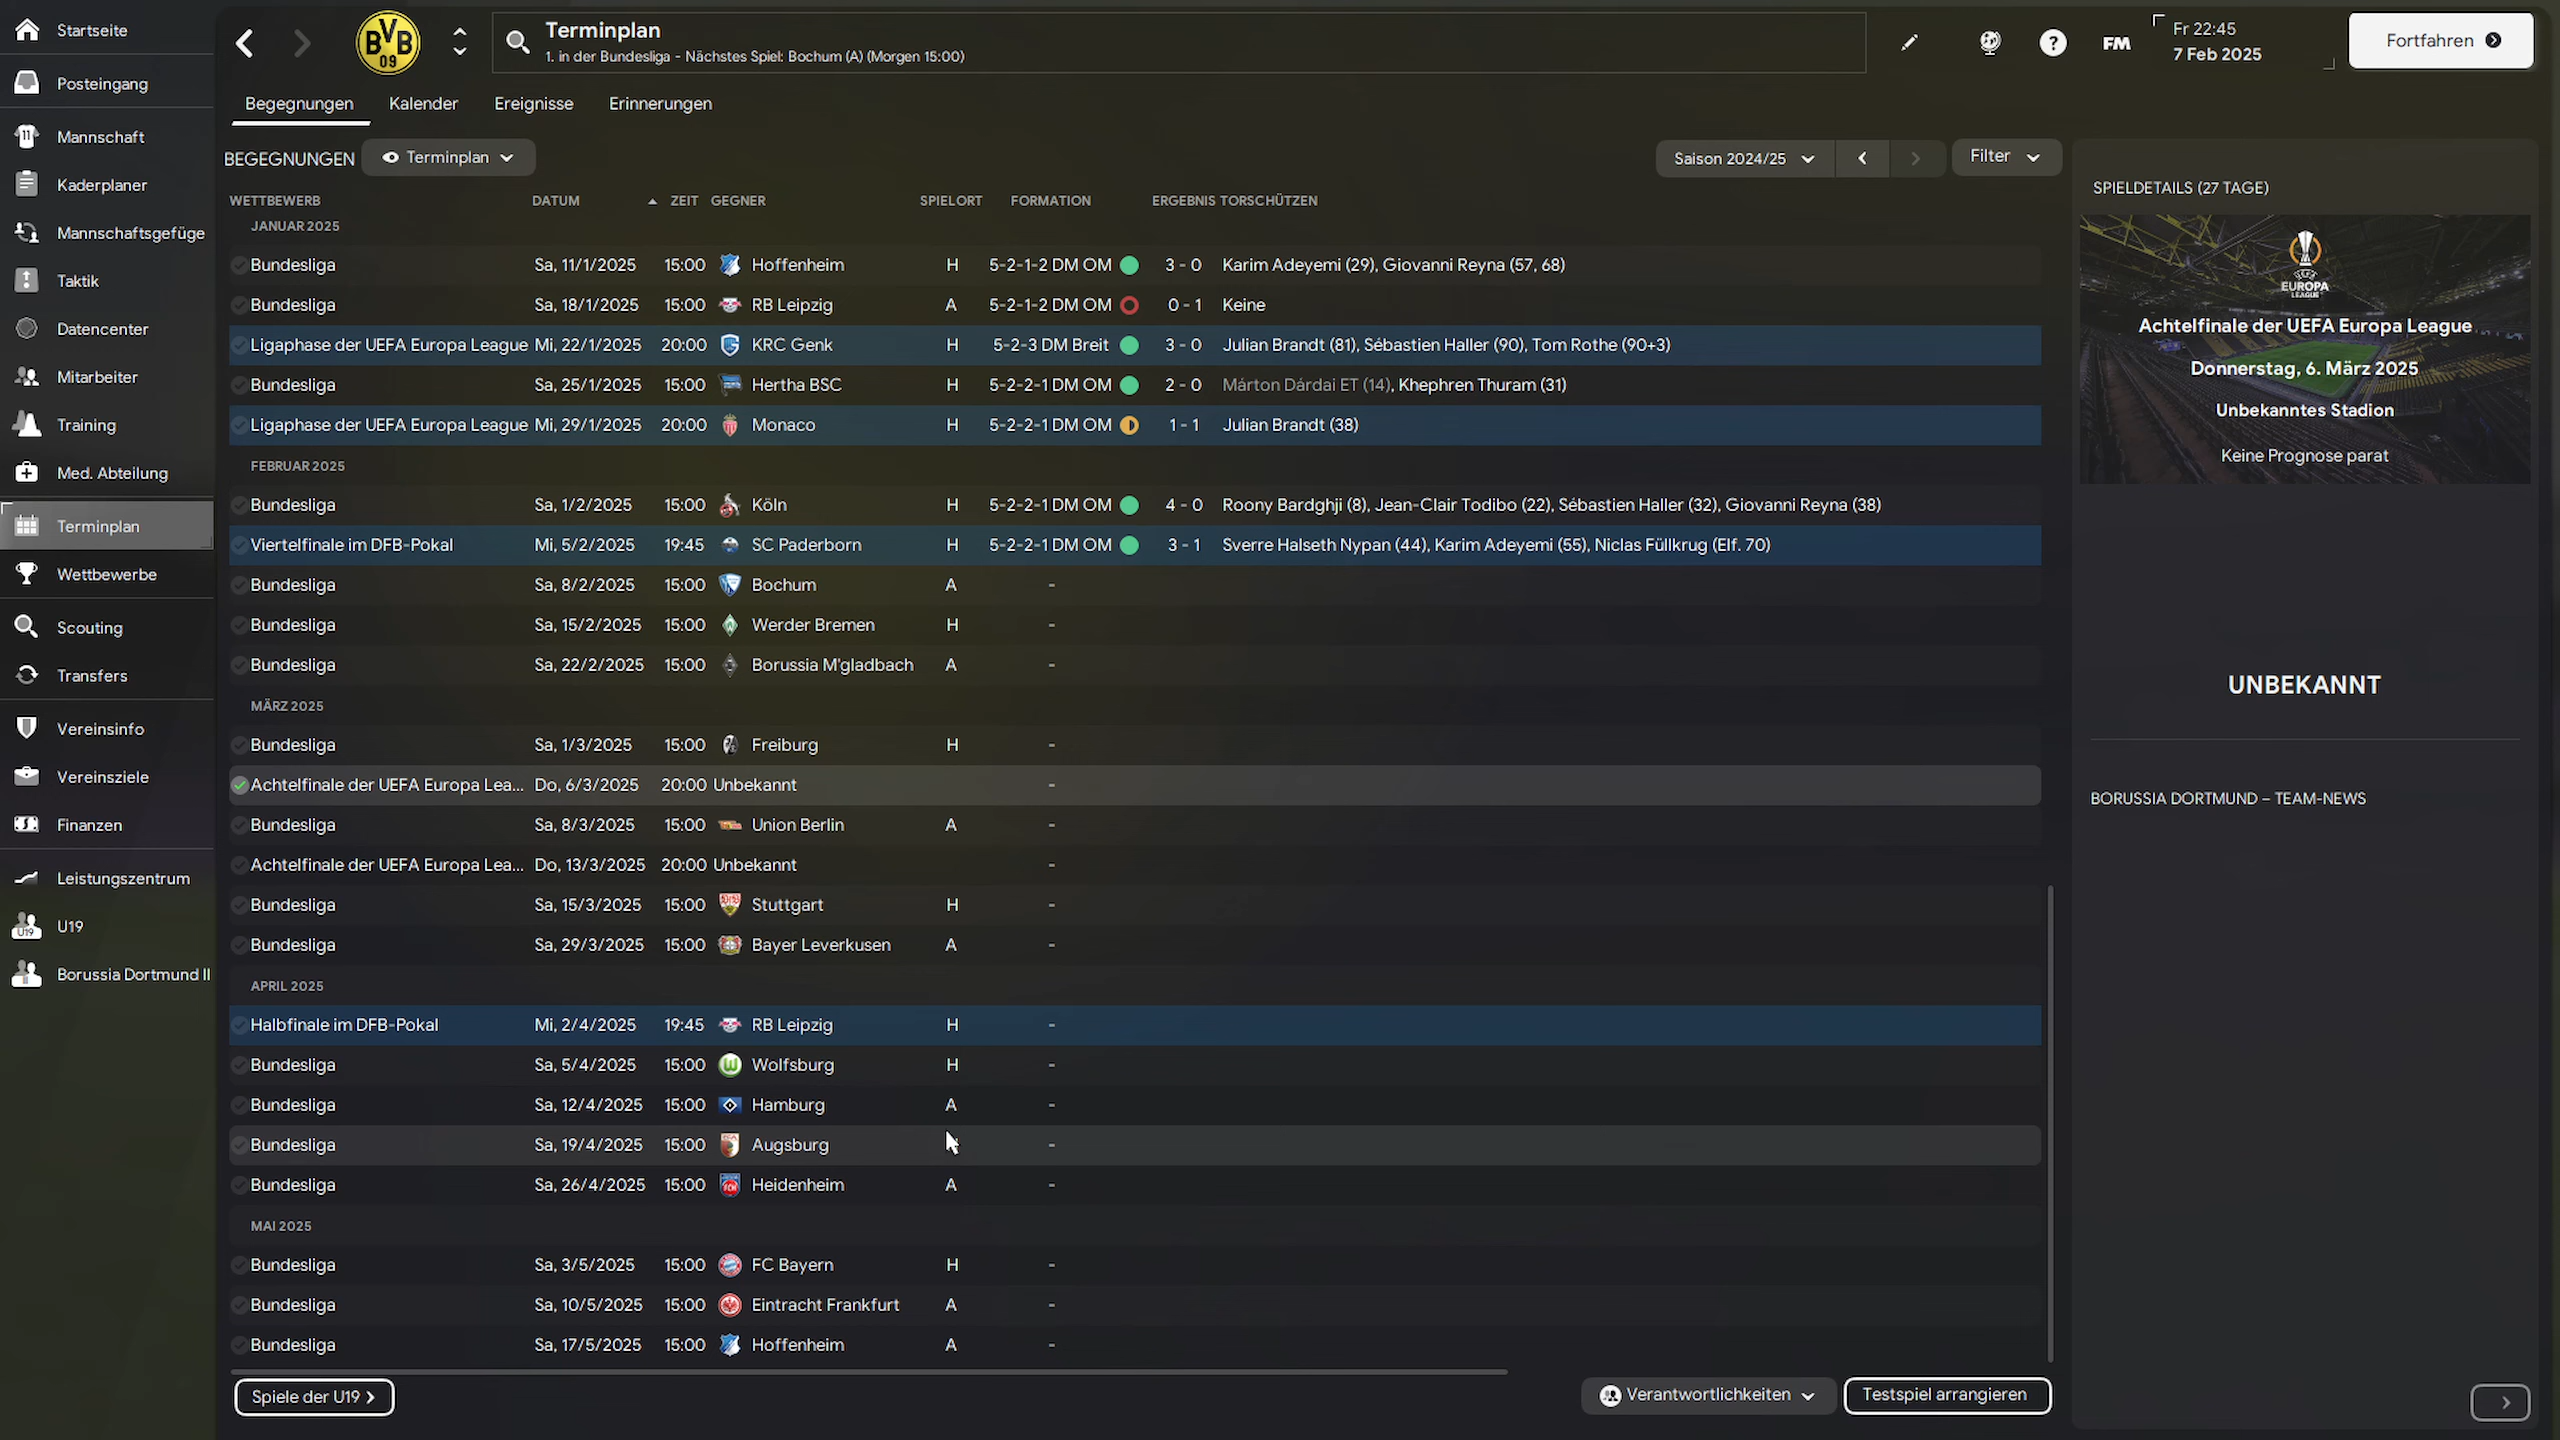 Startseite
Posteingang
Mannschaft
Kaderplaner
Mannschaftsgefüge
Taktik
Datencenter
Mitarbeiter
Training
Med. Abteilung
Terminplan
Wettbewerbe
Scouting
Transfers
Vereinsinfo
Vereinsziele
Finanzen
Leistungszentrum
U19
Borussia Dortmund II
BVB 09
Terminplan
1. in der Bundesliga - Nächstes Spiel: Bochum (A) (Morgen 15:00)
FM
Fr 22:45
7 Feb 2025
Fortfahren
Begegnungen Kalender Ereignisse Erinnerungen
BEGEGNUNGEN Terminplan Saison 2024/25 Filter
WETTBEWERB DATUM ZEIT GEGNER SPIELORT FORMATION ERGEBNIS TORSCHÜTZEN
JANUAR 2025
Bundesliga Sa, 11/1/2025 15:00 Hoffenheim H 5-2-1-2 DM OM 3 - 0 Karim Adeyemi (29), Giovanni Reyna (57, 68)
Bundesliga Sa, 18/1/2025 15:00 RB Leipzig A 5-2-1-2 DM OM 0 - 1 Keine
Ligaphase der UEFA Europa League Mi, 22/1/2025 20:00 KRC Genk H 5-2-3 DM Breit 3 - 0 Julian Brandt (81), Sébastien Haller (90), Tom Rothe (90+3)
Bundesliga Sa, 25/1/2025 15:00 Hertha BSC H 5-2-2-1 DM OM 2 - 0 Márton Dárdai ET (14), Khephren Thuram (31)
Ligaphase der UEFA Europa League Mi, 29/1/2025 20:00 Monaco H 5-2-2-1 DM OM 1 - 1 Julian Brandt (38)
FEBRUAR 2025
Bundesliga Sa, 1/2/2025 15:00 Köln H 5-2-2-1 DM OM 4 - 0 Roony Bardghji (8), Jean-Clair Todibo (22), Sébastien Haller (32), Giovanni Reyna (38)
Viertelfinale im DFB-Pokal Mi, 5/2/2025 19:45 SC Paderborn H 5-2-2-1 DM OM 3 - 1 Sverre Halseth Nypan (44), Karim Adeyemi (55), Niclas Füllkrug (Elf. 70)
Bundesliga Sa, 8/2/2025 15:00 Bochum A -
Bundesliga Sa, 15/2/2025 15:00 Werder Bremen H -
Bundesliga Sa, 22/2/2025 15:00 Borussia M'gladbach A -
MÄRZ 2025
Bundesliga Sa, 1/3/2025 15:00 Freiburg H -
Achtelfinale der UEFA Europa Lea... Do, 6/3/2025 20:00 Unbekannt -
Bundesliga Sa, 8/3/2025 15:00 Union Berlin A -
Achtelfinale der UEFA Europa Lea... Do, 13/3/2025 20:00 Unbekannt -
Bundesliga Sa, 15/3/2025 15:00 Stuttgart H -
Bundesliga Sa, 29/3/2025 15:00 Bayer Leverkusen A -
APRIL 2025
Halbfinale im DFB-Pokal Mi, 2/4/2025 19:45 RB Leipzig H -
Bundesliga Sa, 5/4/2025 15:00 Wolfsburg H -
Bundesliga Sa, 12/4/2025 15:00 Hamburg A -
Bundesliga Sa, 19/4/2025 15:00 Augsburg -
Bundesliga Sa, 26/4/2025 15:00 Heidenheim A -
MAI 2025
Bundesliga Sa, 3/5/2025 15:00 FC Bayern H -
Bundesliga Sa, 10/5/2025 15:00 Eintracht Frankfurt A -
Bundesliga Sa, 17/5/2025 15:00 Hoffenheim A -
Spiele der U19
Verantwortlichkeiten
Testspiel arrangieren
SPIELDETAILS (27 TAGE)
EUROPA
LEAGUE
Achtelfinale der UEFA Europa League
Donnerstag, 6. März 2025
Unbekanntes Stadion
Keine Prognose parat
UNBEKANNT
BORUSSIA DORTMUND – TEAM-NEWS